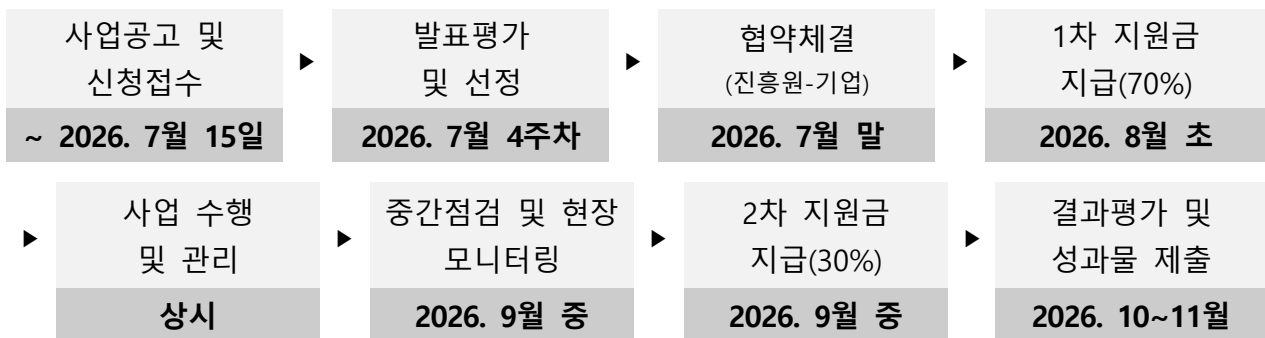 사업공고 및
신청접수
~ 2026. 7월 15일
▶
발표평가
및 선정
2026. 7월 4주차
▶
협약체결
(진흥원-기업)
2026. 7월 말
▶
1차 지원금
지급(70%)
2026. 8월 초
▶
사업 수행
및 관리
상시
▶
중간점검 및 현장
모니터링
2026. 9월 중
▶
2차 지원금
지급(30%)
2026. 9월 중
▶
결과평가 및
성과물 제출
2026. 10~11월